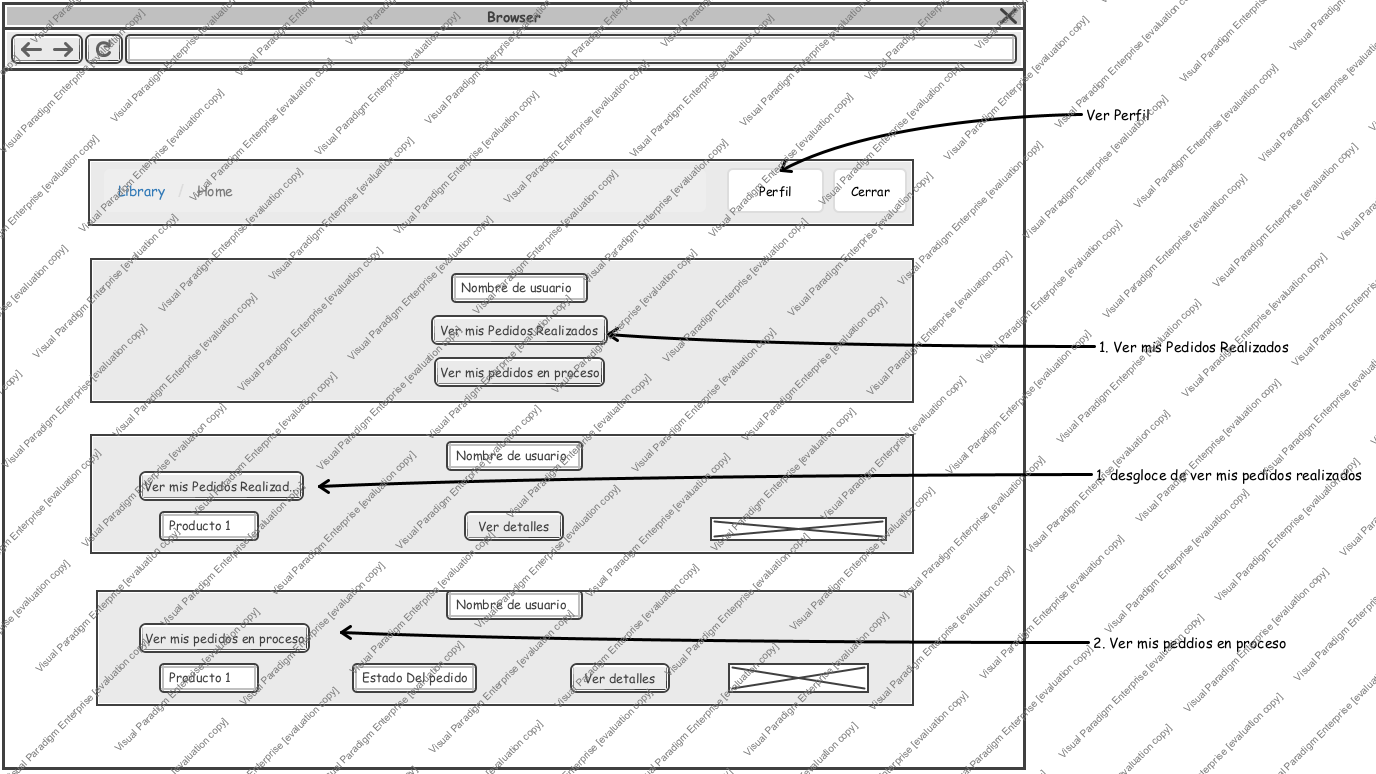 Browser
Ver Perfil
Library / Home
Perfil
Cerrar
Nombre de usuario
Ver mis Pedidos Realizados
1. Ver mis Pedidos Realizados
Ver mis pedidos en proceso
Nombre de usuario
Ver mis Pedidos Realizad...
1. desgloce de ver mis pedidos realizados
Producto 1
Ver detalles
Nombre de usuario
Ver mis pedidos en proceso
2. Ver mis peddios en proceso
Producto 1
Estado Del pedido
Ver detalles
Visual Paradigm Enterprise [evaluation copy]